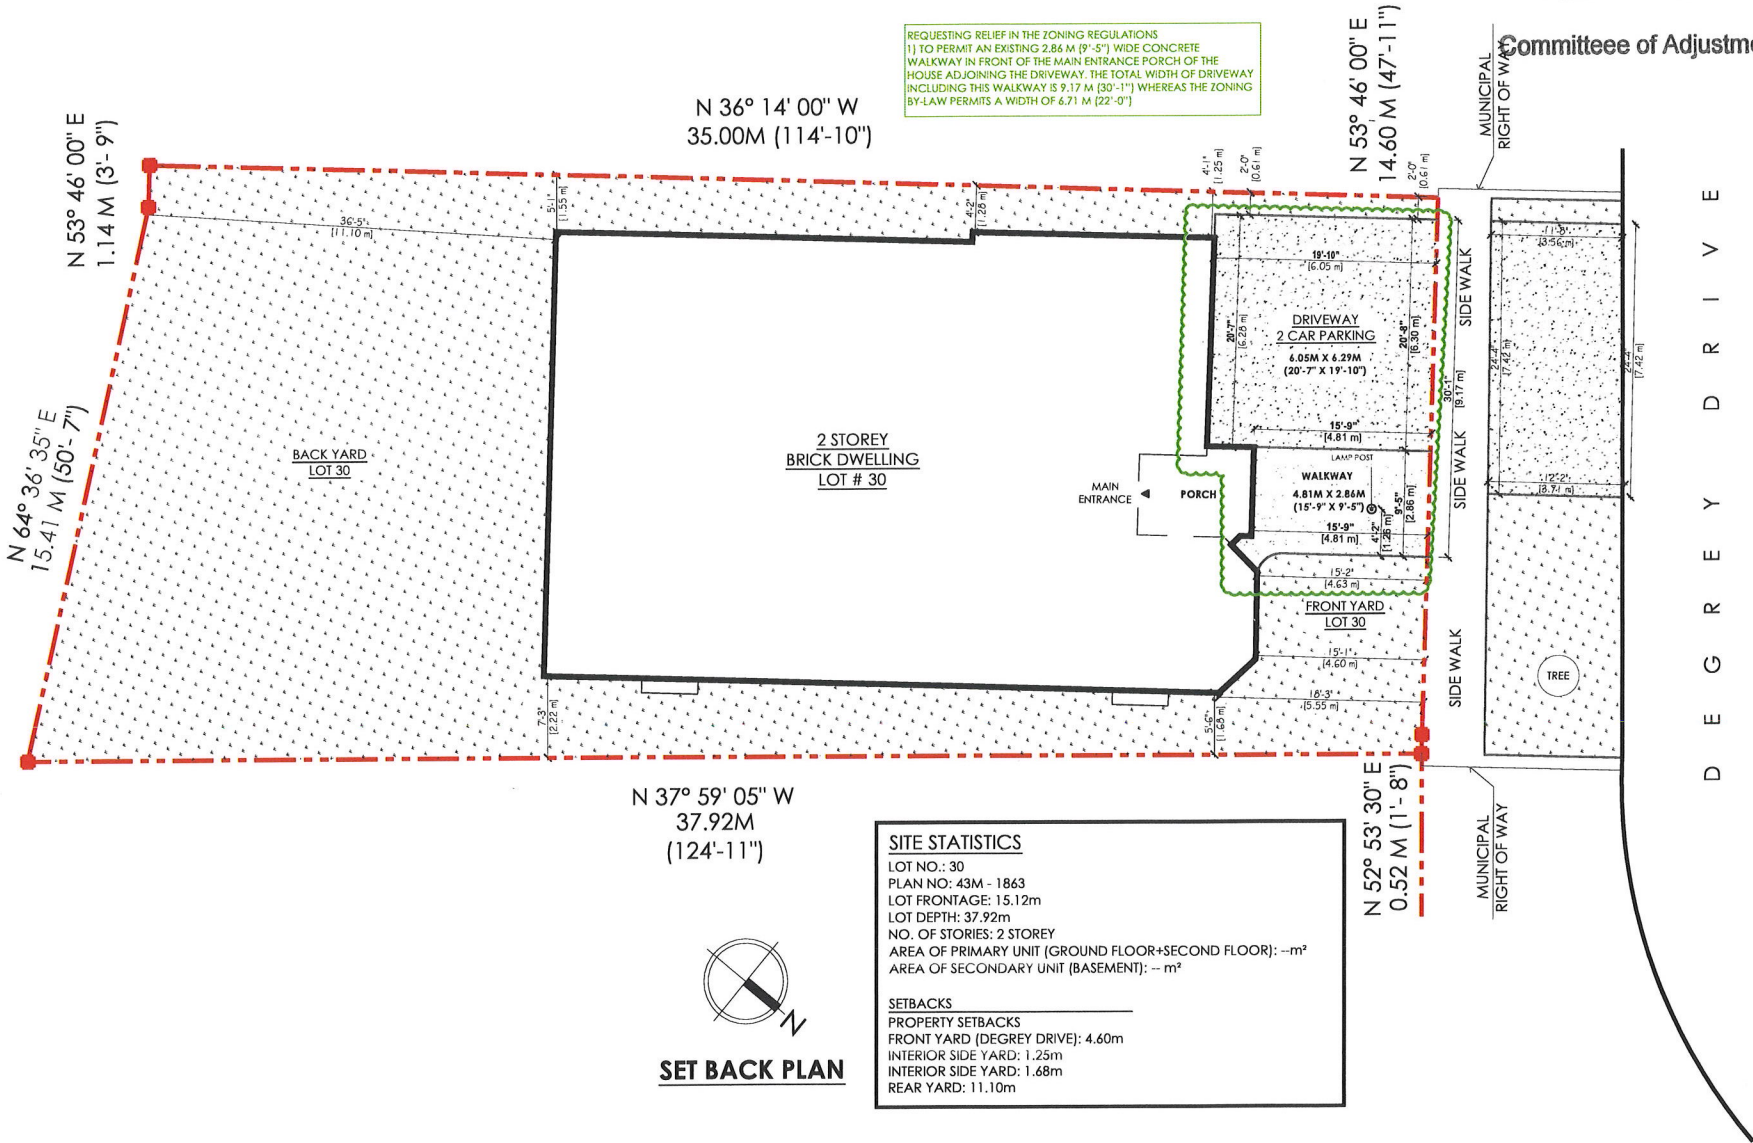 Committeee of Adjustme
REQUESTING RELIEF IN THE ZONING REGULATIONS
1) TO PERMIT AN EXISTING 2.86 M (9'-5") WIDE CONCRETE
WALKWAY IN FRONT OF THE MAIN ENTRANCE PORCH OF THE
HOUSE ADJOINING THE DRIVEWAY. THE TOTAL WIDTH OF DRIVEWAY
INCLUDING THIS WALKWAY IS 9.17 M (30'-1") WHEREAS THE ZONING
BY-LAW PERMITS A WIDTH OF 6.71 M (22'-0")
N 36° 14' 00" W
35.00M (114'-10")
N 53° 46' 00" E
14.60 M (47'-11")
MUNICIPAL
RIGHT OF WAY
N 53° 46' 00" E
1.14 M (3'- 9")
N 64° 36' 35" E
15.41 M (50'- 7")
36'-5"
[11.10 m]
5'-1"
[1.55 m]
4'-2"
[1.28 m]
4'-1"
[1.25 m]
2'-0"
[0.61 m]
2'-0"
[0.61 m]
BACK YARD
LOT 30
2 STOREY
BRICK DWELLING
LOT # 30
19'-10"
[6.05 m]
20'-7"
[6.28 m]
DRIVEWAY
2 CAR PARKING
6.05M X 6.29M
(20'-7" X 19'-10")
20'-8"
[6.30 m]
30'-1"
[9.17 m]
15'-9"
[4.81 m]
LAMP POST
WALKWAY
4.81M X 2.86M
(15'-9" X 9'-5")
15'-9"
[4.81 m]
4'-2"
[1.26 m]
9'-5"
[2.86 m]
MAIN
ENTRANCE
PORCH
15'-2"
[4.63 m]
FRONT YARD
LOT 30
15'-1"
[4.60 m]
18'-3"
[5.55 m]
7'-3"
[2.22 m]
5'-6"
[1.68 m]
SIDE WALK
SIDE WALK
SIDE WALK
11'-8"
[3.56 m]
24'-4"
[7.42 m]
24'-4"
[7.42 m]
12'-2"
[3.71 m]
TREE
DEGREY DRIVE
N 37° 59' 05" W
37.92M
(124'-11")
N 52° 53' 30" E
0.52 M (1'- 8")
MUNICIPAL
RIGHT OF WAY
N
SET BACK PLAN
SITE STATISTICS
LOT NO.: 30
PLAN NO: 43M - 1863
LOT FRONTAGE: 15.12m
LOT DEPTH: 37.92m
NO. OF STORIES: 2 STOREY
AREA OF PRIMARY UNIT (GROUND FLOOR+SECOND FLOOR): --m²
AREA OF SECONDARY UNIT (BASEMENT): -- m²
SETBACKS
PROPERTY SETBACKS
FRONT YARD (DEGREY DRIVE): 4.60m
INTERIOR SIDE YARD: 1.25m
INTERIOR SIDE YARD: 1.68m
REAR YARD: 11.10m